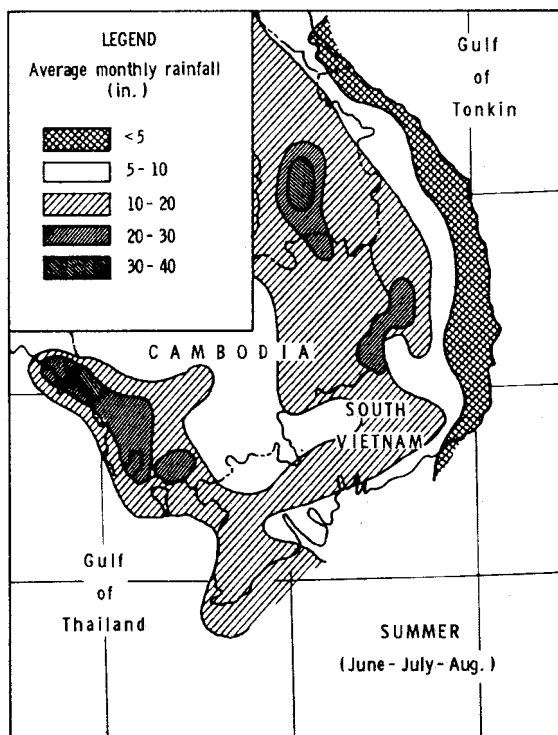 LEGEND
Average monthly rainfall
(in.)
<5
5-10
10-20
20-30
30-40
Gulf
of
Tonkin
CAMBODIA
SOUTH
VIETNAM
Gulf
of
Thailand
SUMMER
(June-July-Aug.)